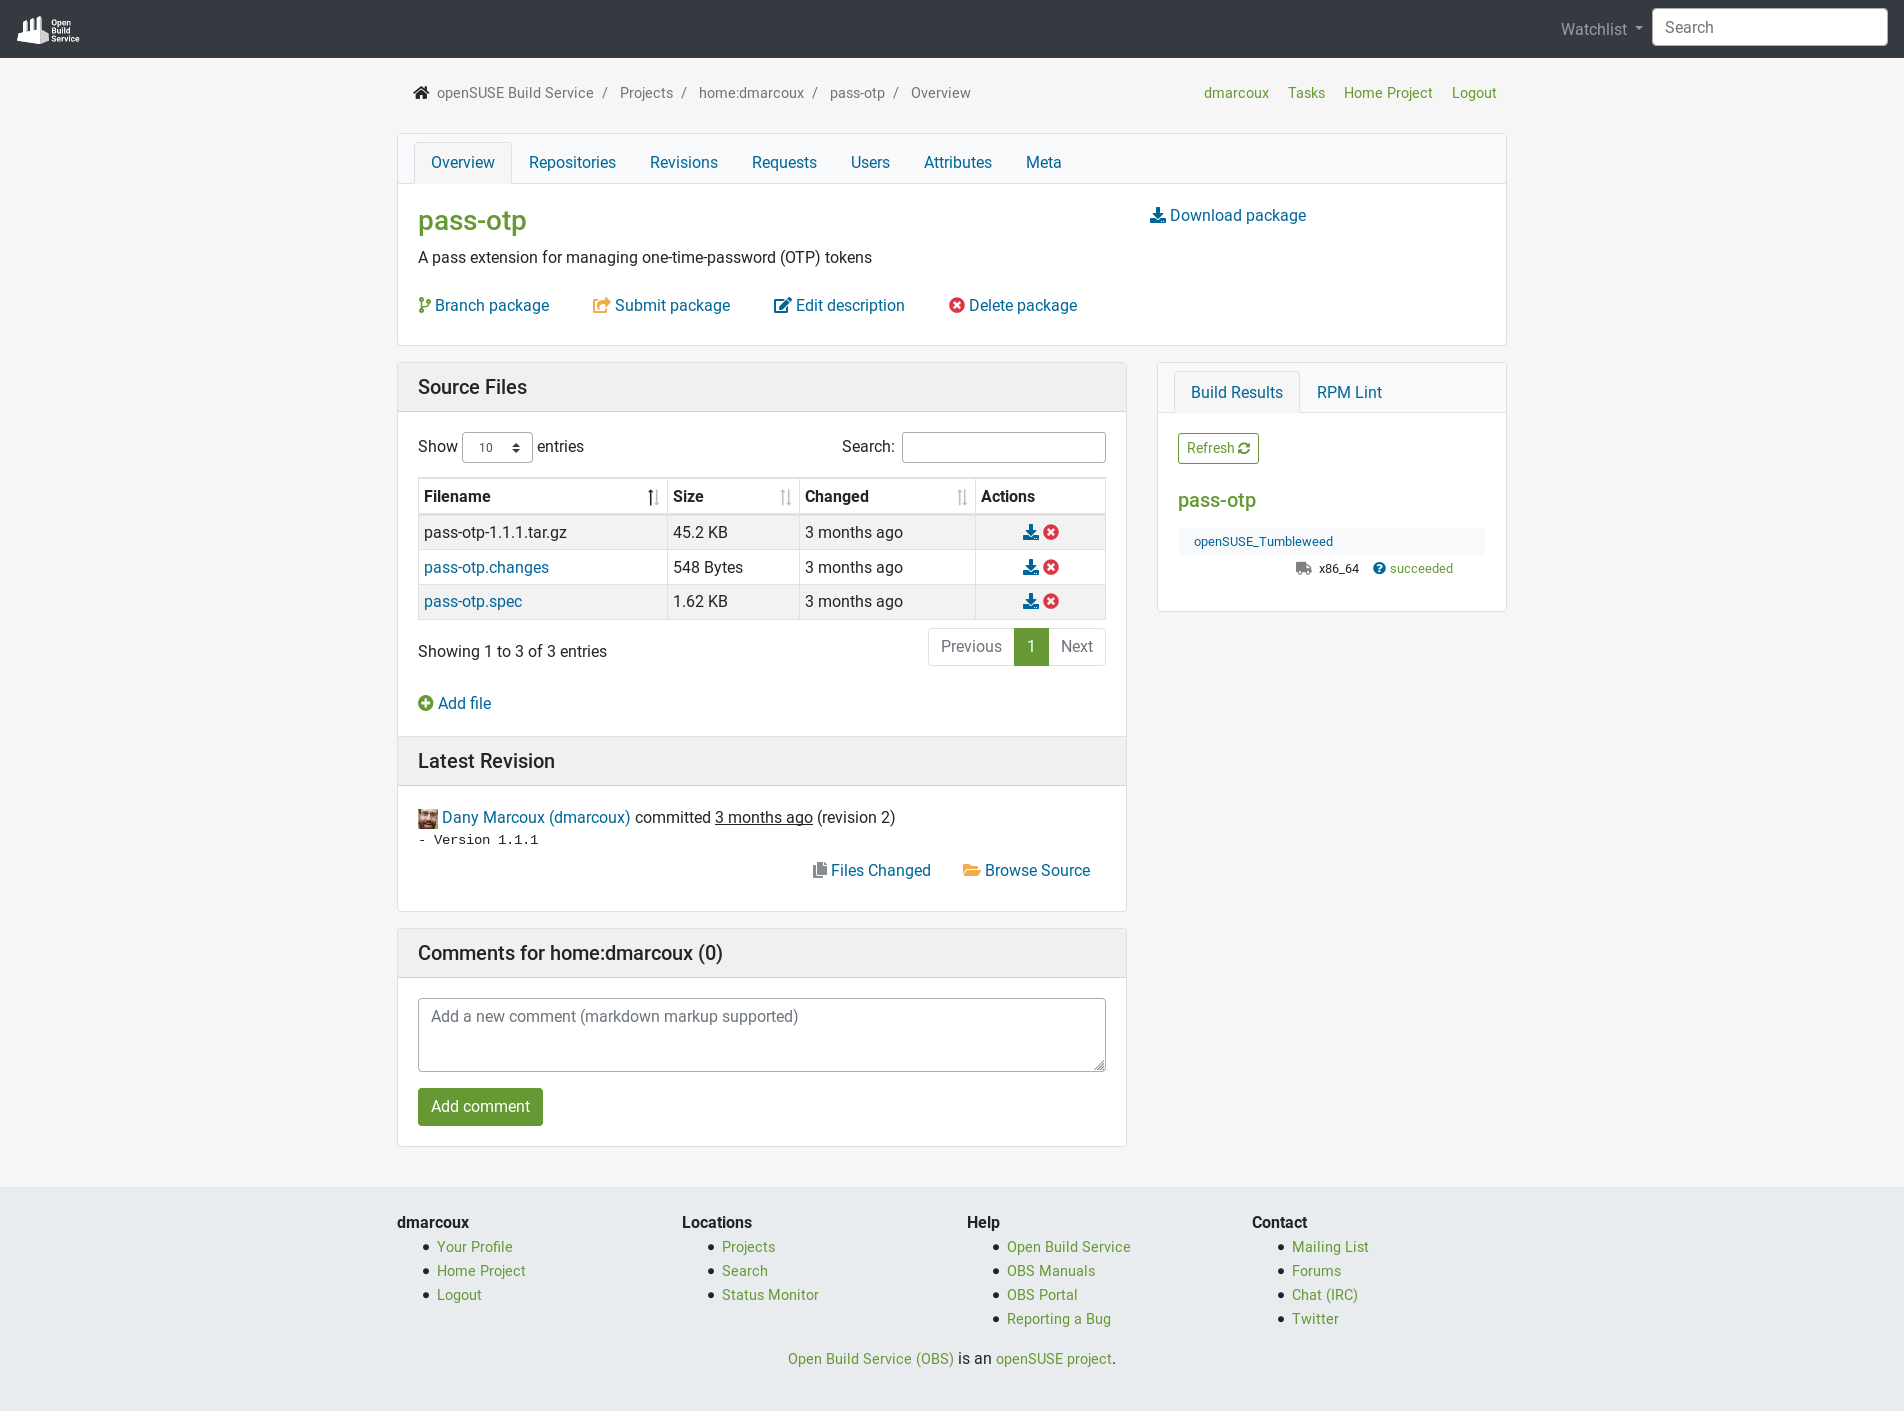 Open Build Service
Watchlist
Search
openSUSE Build Service / Projects / home:dmarcoux / pass-otp / Overview
dmarcoux Tasks Home Project Logout
Overview Repositories Revisions Requests Users Attributes Meta
pass-otp
Download package
A pass extension for managing one-time-password (OTP) tokens
Branch package Submit package Edit description Delete package
Source Files
Show 10 entries Search:
Filename Size Changed Actions
pass-otp-1.1.1.tar.gz 45.2 KB 3 months ago
pass-otp.changes 548 Bytes 3 months ago
pass-otp.spec 1.62 KB 3 months ago
Showing 1 to 3 of 3 entries Previous 1 Next
Add file
Latest Revision
Dany Marcoux (dmarcoux) committed 3 months ago (revision 2)
- Version 1.1.1
Files Changed Browse Source
Comments for home:dmarcoux (0)
Add a new comment (markdown markup supported)
Add comment
Build Results RPM Lint
Refresh
pass-otp
openSUSE_Tumbleweed
x86_64 succeeded
dmarcoux
Your Profile
Home Project
Logout
Locations
Projects
Search
Status Monitor
Help
Open Build Service
OBS Manuals
OBS Portal
Reporting a Bug
Contact
Mailing List
Forums
Chat (IRC)
Twitter
Open Build Service (OBS) is an openSUSE project.